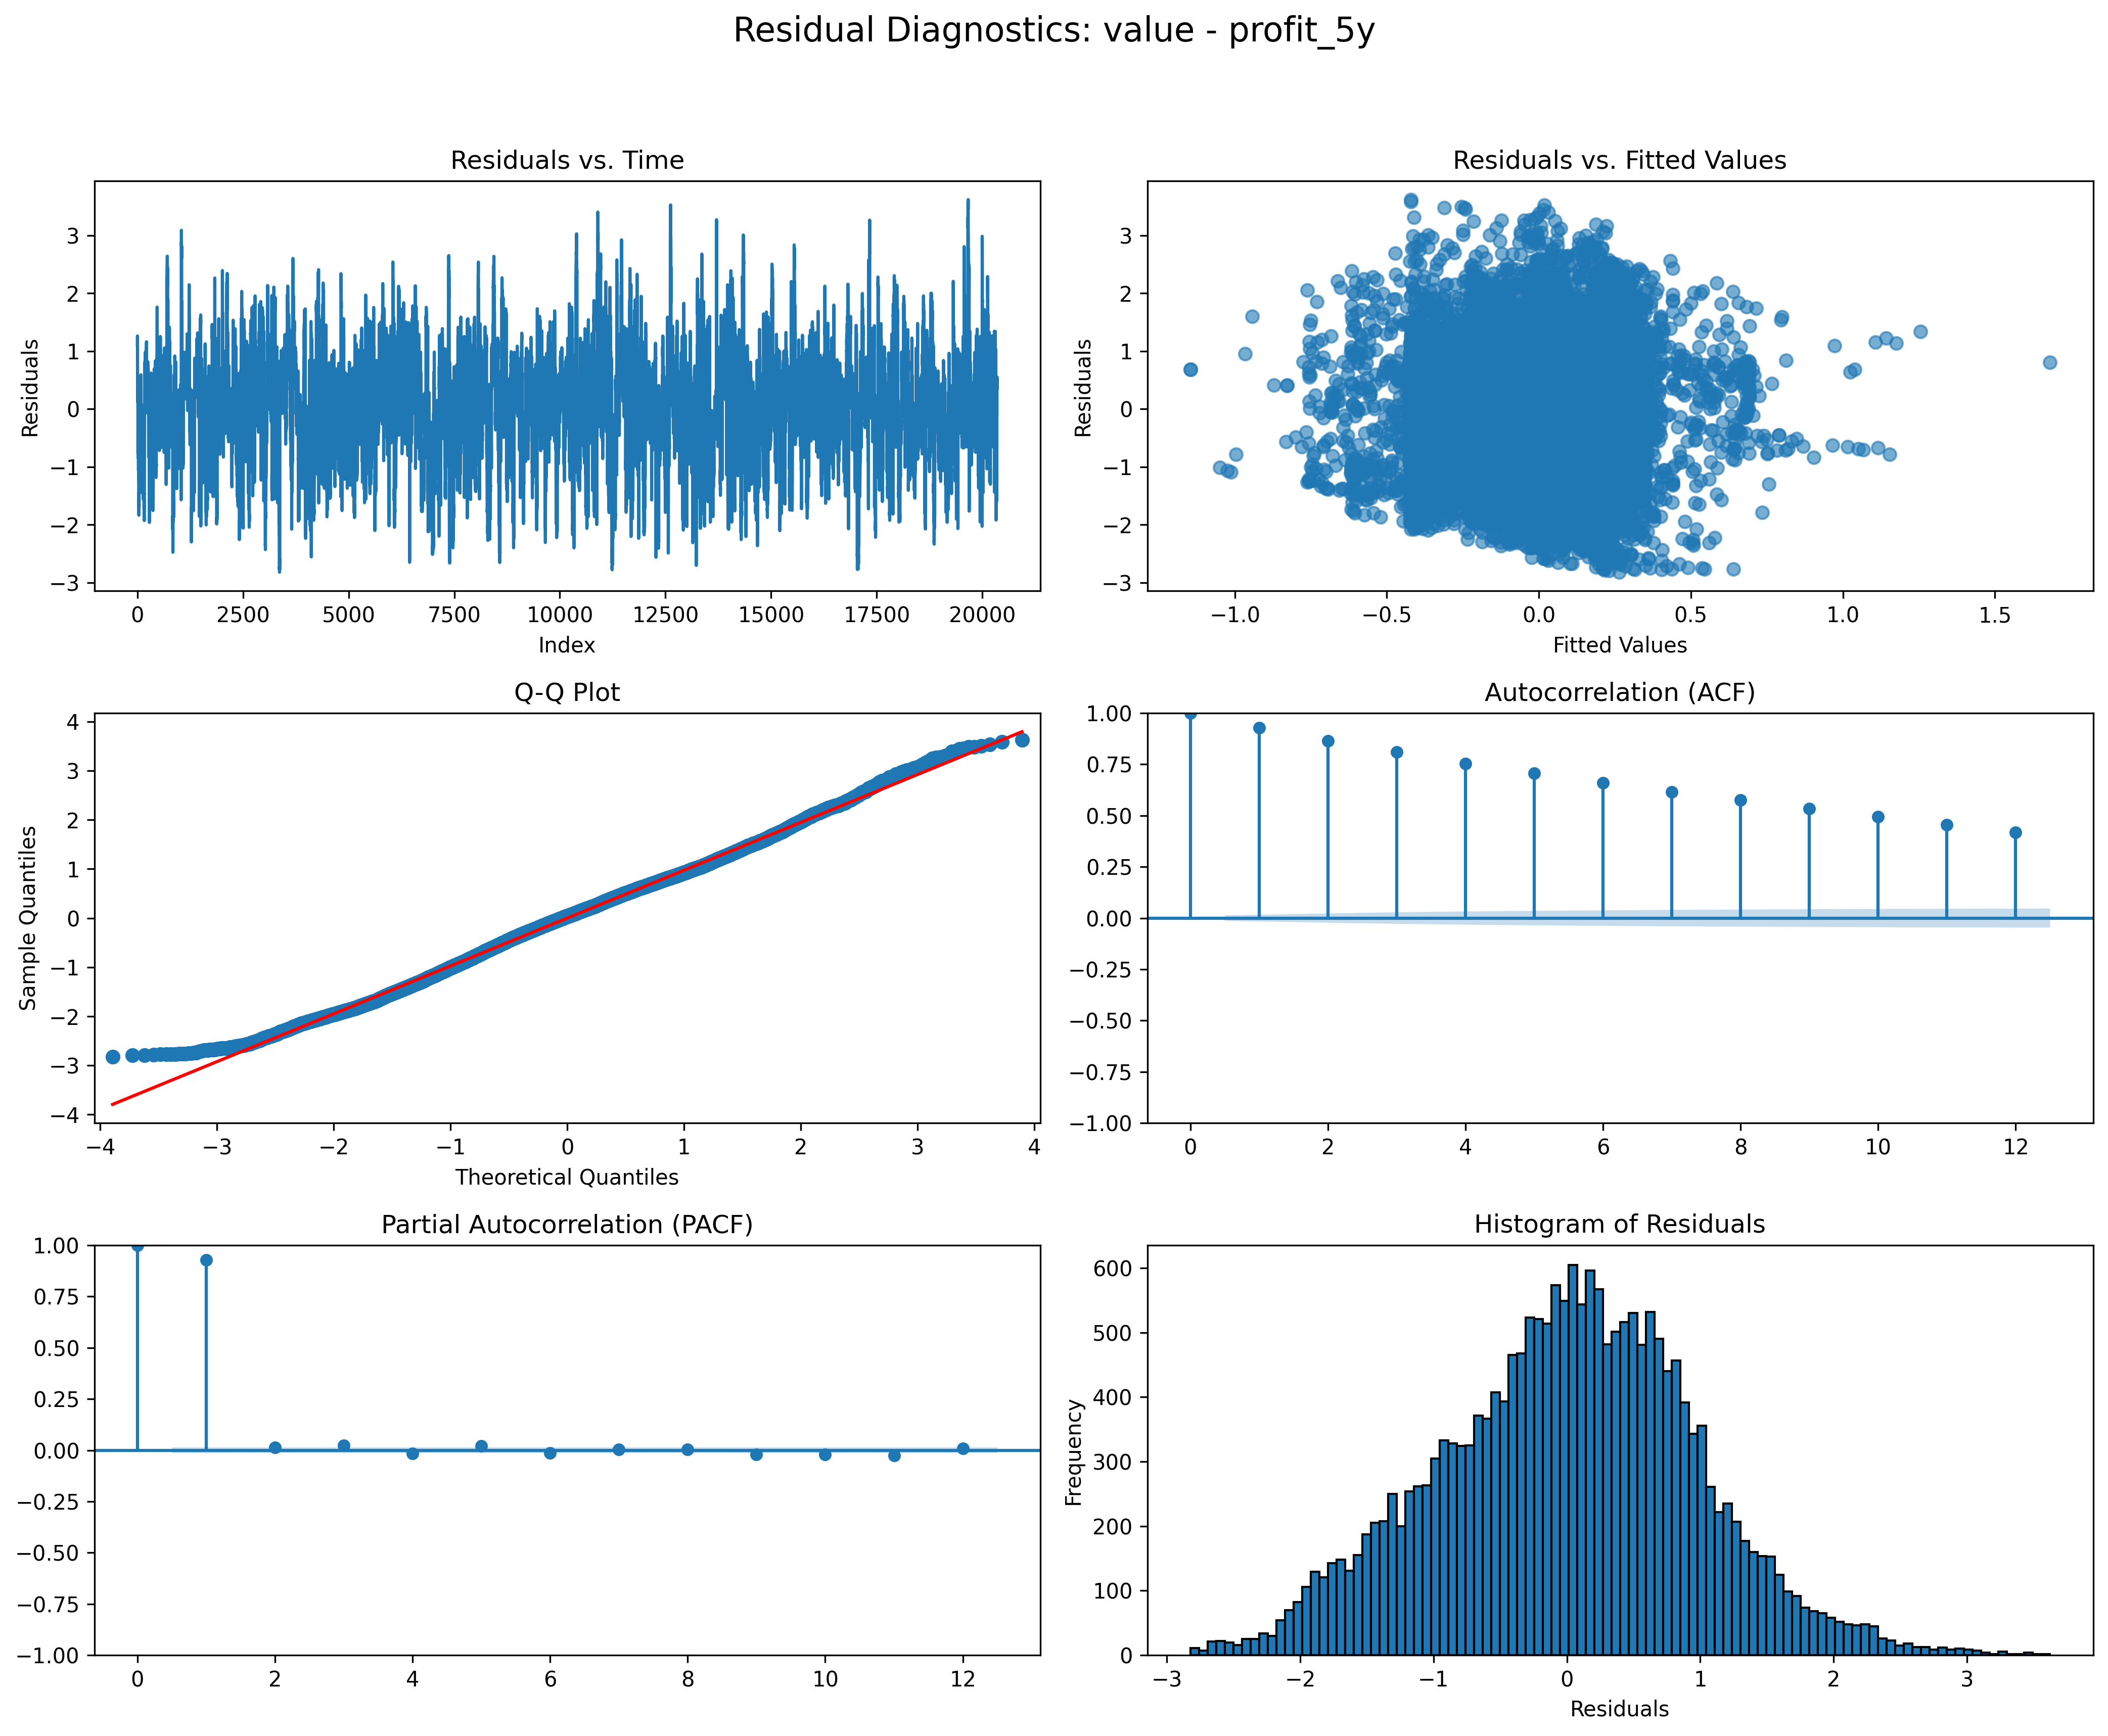 Residual Diagnostics: value - profit_5y
Residuals vs. Time
Residuals
3
2
1
0
−1
−2
−3
0 2500 5000 7500 10000 12500 15000 17500 20000
Index
Residuals vs. Fitted Values
Residuals
3
2
1
0
−1
−2
−3
−1.0 −0.5 0.0 0.5 1.0 1.5
Fitted Values
Q-Q Plot
Sample Quantiles
4
3
2
1
0
−1
−2
−3
−4
−4 −3 −2 −1 0 1 2 3 4
Theoretical Quantiles
Autocorrelation (ACF)
1.00
0.75
0.50
0.25
0.00
−0.25
−0.50
−0.75
−1.00
0 2 4 6 8 10 12
Partial Autocorrelation (PACF)
1.00
0.75
0.50
0.25
0.00
−0.25
−0.50
−0.75
−1.00
0 2 4 6 8 10 12
Histogram of Residuals
Frequency
600
500
400
300
200
100
0
−3 −2 −1 0 1 2 3
Residuals